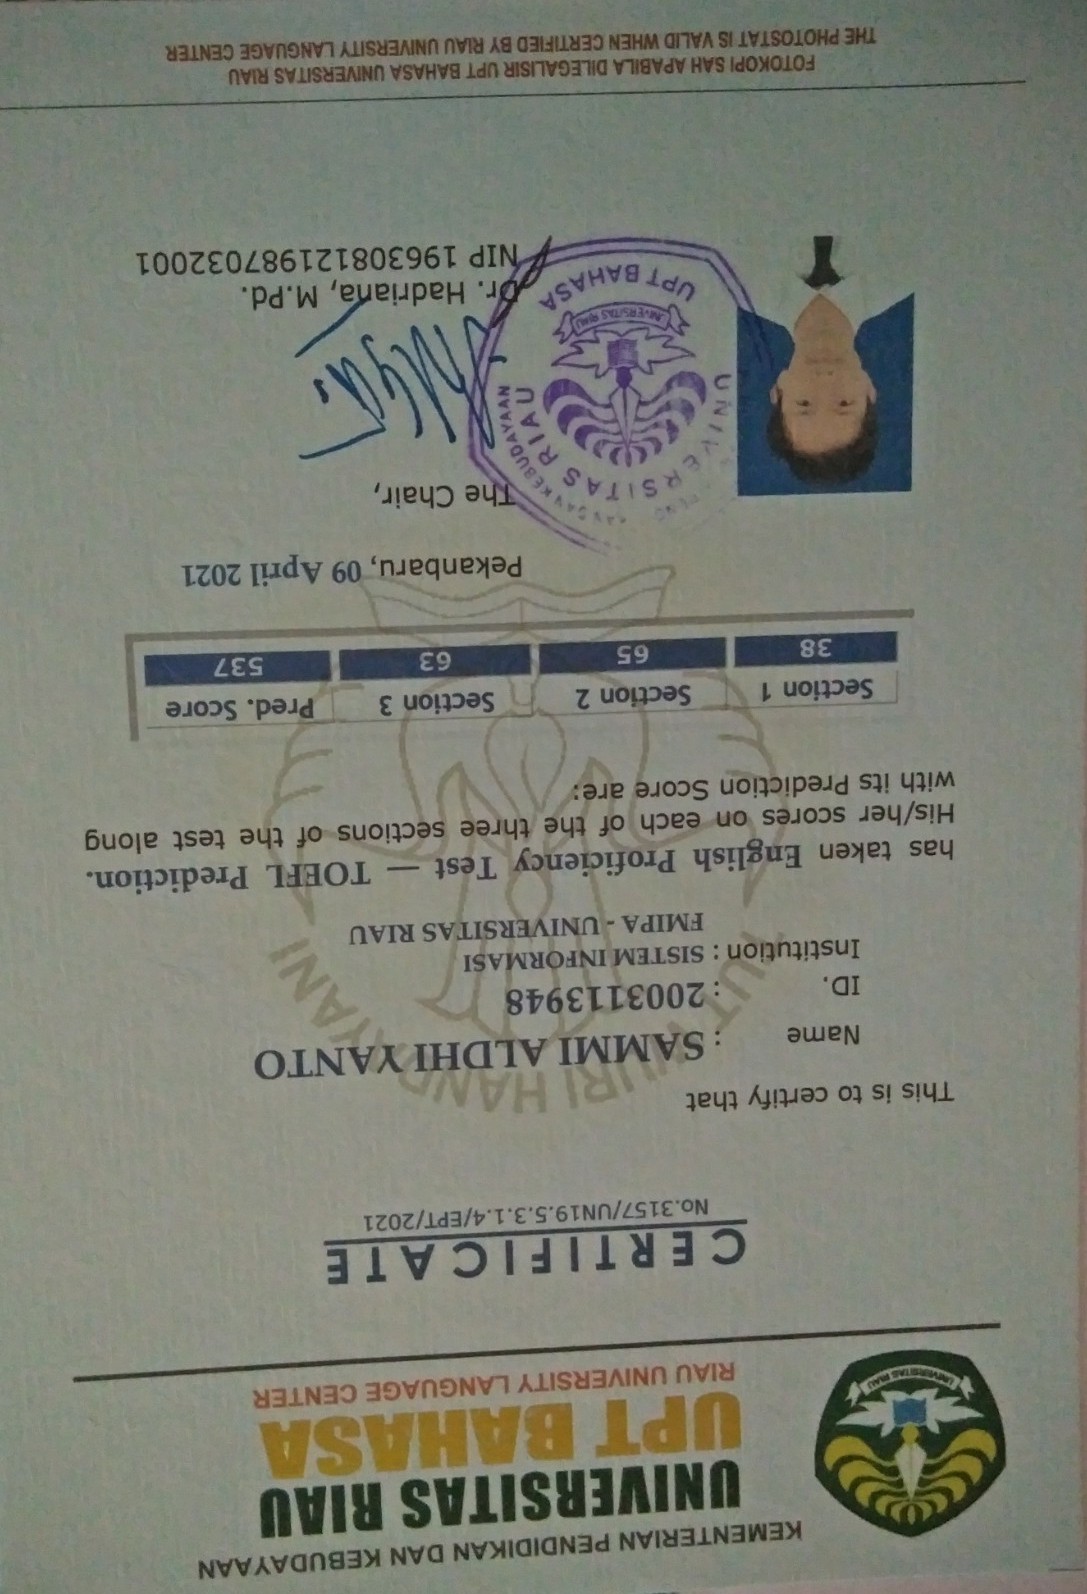 KEMENTERIAN PENDIDIKAN DAN KEBUDAYAAN
UNIVERSITAS RIAU
UPT BAHASA
RIAU UNIVERSITY LANGUAGE CENTER
UNIVERSITAS RIAU
CERTIFICATE
No.3157/UN19.5.3.1.4/EPT/2021
TUT WURI HANDAYANI
This is to certify that
Name : SAMMI ALDHI YANTO
ID. : 2003113948
Institution : SISTEM INFORMASI
FMIPA - UNIVERSITAS RIAU
has taken English Proficiency Test — TOEFL Prediction.
His/her scores on each of the three sections of the test along
with its Prediction Score are:
Section 1 Section 2 Section 3 Pred. Score
38 65 63 537
Pekanbaru, 09 April 2021
The Chair,
DAN KEBUDAYAAN
UNIVERSITAS RIAU
UNIVERSITAS RIAU
UPT BAHASA
Dr. Hadriana, M.Pd.
NIP 196308121987032001
FOTOKOPI SAH APABILA DILEGALISIR UPT BAHASA UNIVERSITAS RIAU
THE PHOTOSTAT IS VALID WHEN CERTIFIED BY RIAU UNIVERSITY LANGUAGE CENTER